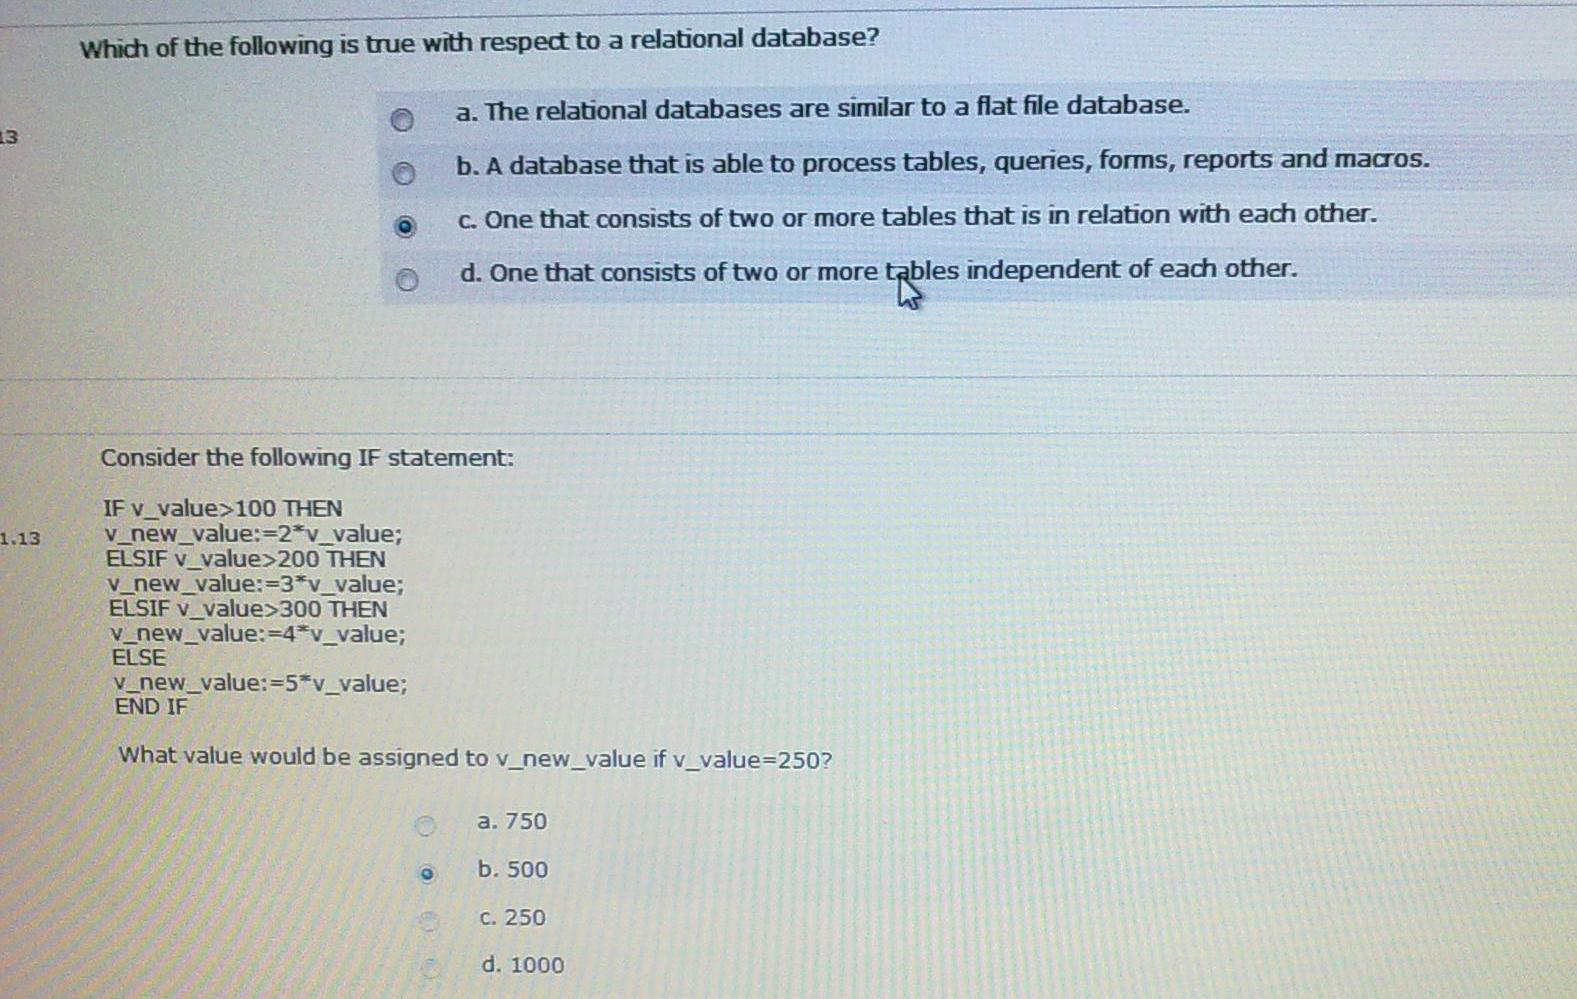 Which of the following is true with respect to a relational database?
a. The relational databases are similar to a flat file database.
13
b. A database that is able to process tables, queries, forms, reports and macros.
c. One that consists of two or more tables that is in relation with each other.
d. One that consists of two or more tables independent of each other.
Consider the following IF statement:
IF v_value>100 THEN
1.13
v_new_value:=2*v_value;
ELSIF v_value>200 THEN
v_new_value:=3*v_value;
ELSIF v_value>300 THEN
v_new_value:=4*v_value;
ELSE
v_new_value:=5*v_value;
END IF
What value would be assigned to v_new_value if v_value=250?
a. 750
b. 500
c. 250
d. 1000